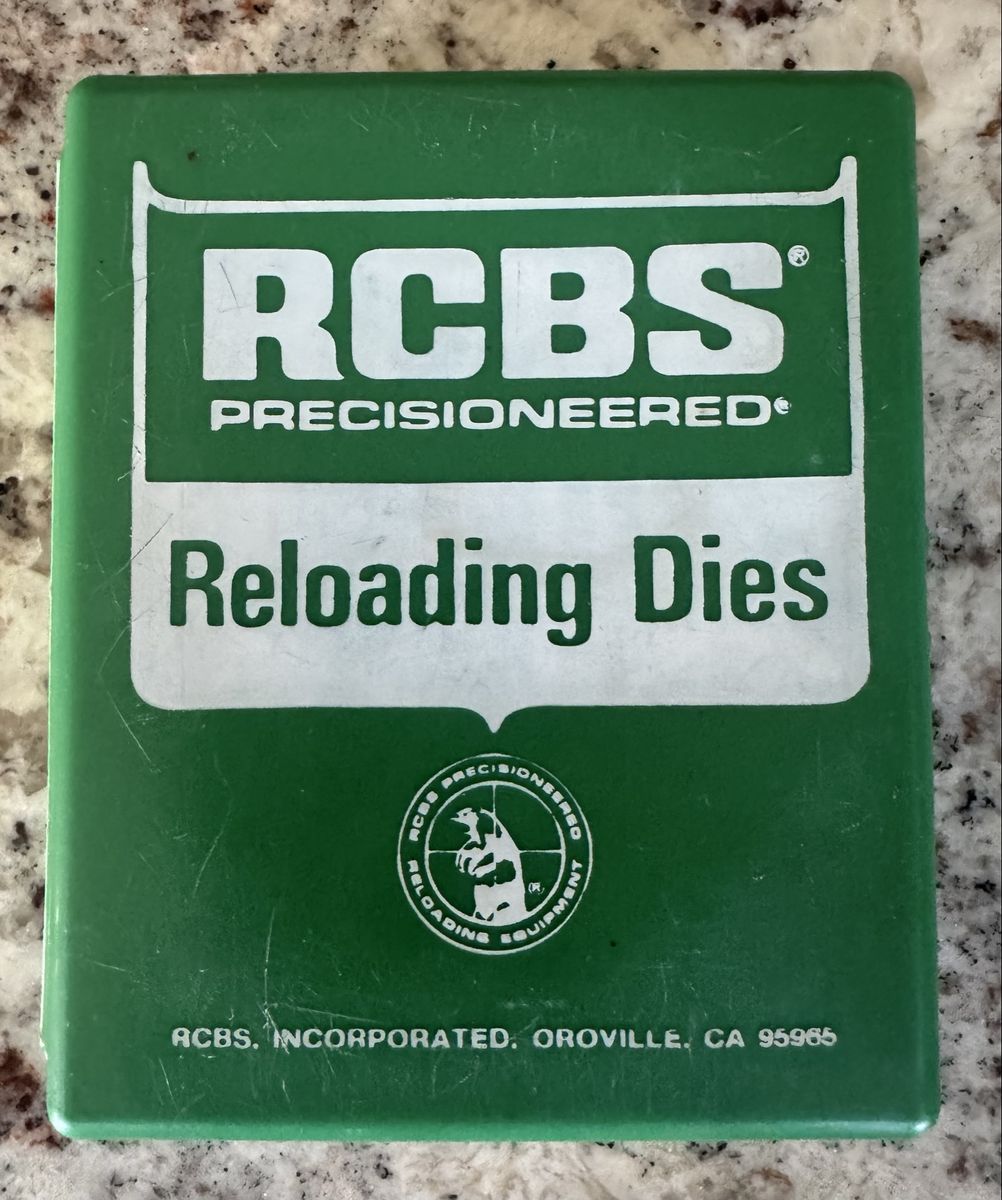 RCBS®
PRECISIONEERED®
Reloading Dies
RCBS PRECISIONEERED
RELOADING EQUIPMENT
®
RCBS, INCORPORATED, OROVILLE, CA 95965